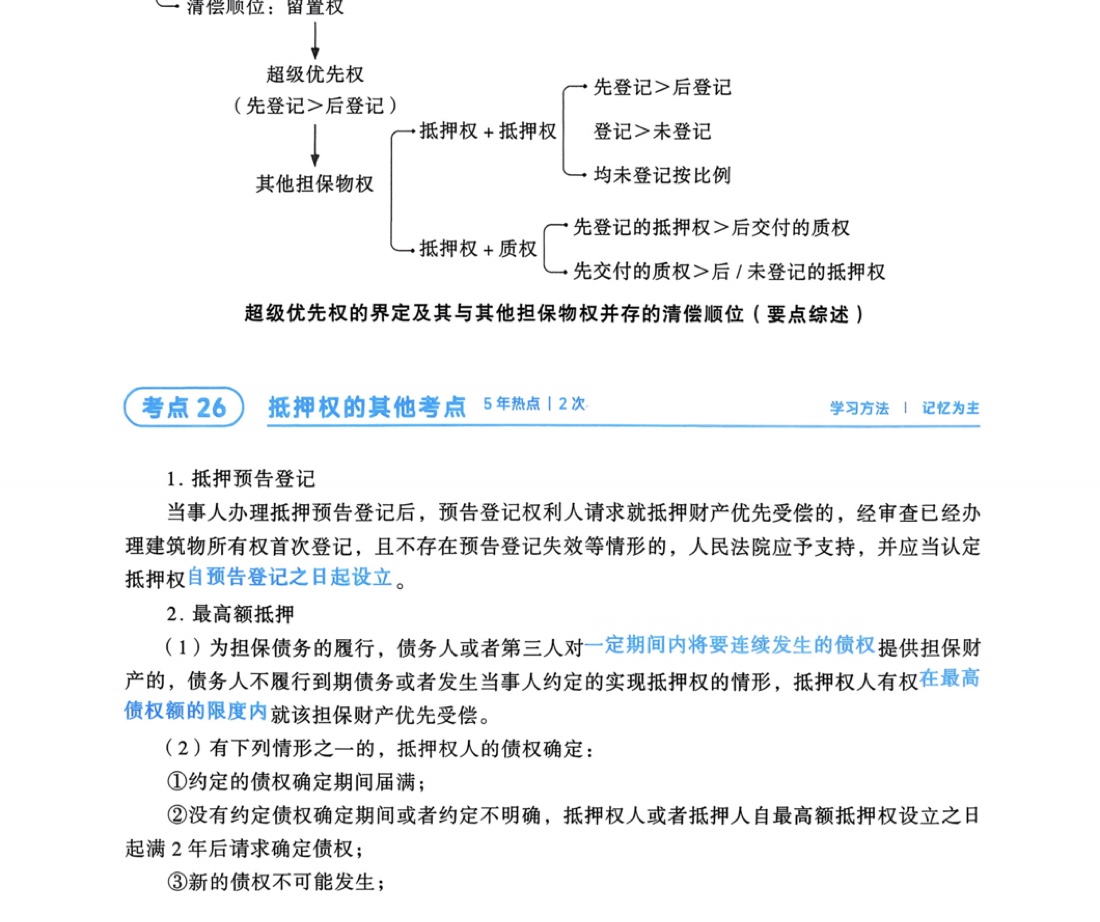 清偿顺位：留置权
超级优先权
（先登记＞后登记）
其他担保物权
抵押权＋抵押权
先登记＞后登记
登记＞未登记
均未登记按比例
抵押权＋质权
先登记的抵押权＞后交付的质权
先交付的质权＞后/未登记的抵押权
超级优先权的界定及其与其他担保物权并存的清偿顺位（要点综述）
考点 26 抵押权的其他考点 5年热点｜2次 学习方法 ｜ 记忆为主
1. 抵押预告登记
当事人办理抵押预告登记后，预告登记权利人请求就抵押财产优先受偿的，经审查已经办
理建筑物所有权首次登记，且不存在预告登记失效等情形的，人民法院应予支持，并应当认定
抵押权自预告登记之日起设立。
2. 最高额抵押
（1）为担保债务的履行，债务人或者第三人对一定期间内将要连续发生的债权提供担保财
产的，债务人不履行到期债务或者发生当事人约定的实现抵押权的情形，抵押权人有权在最高
债权额的限度内就该担保财产优先受偿。
（2）有下列情形之一的，抵押权人的债权确定：
①约定的债权确定期间届满；
②没有约定债权确定期间或者约定不明确，抵押权人或者抵押人自最高额抵押权设立之日
起满 2 年后请求确定债权；
③新的债权不可能发生；